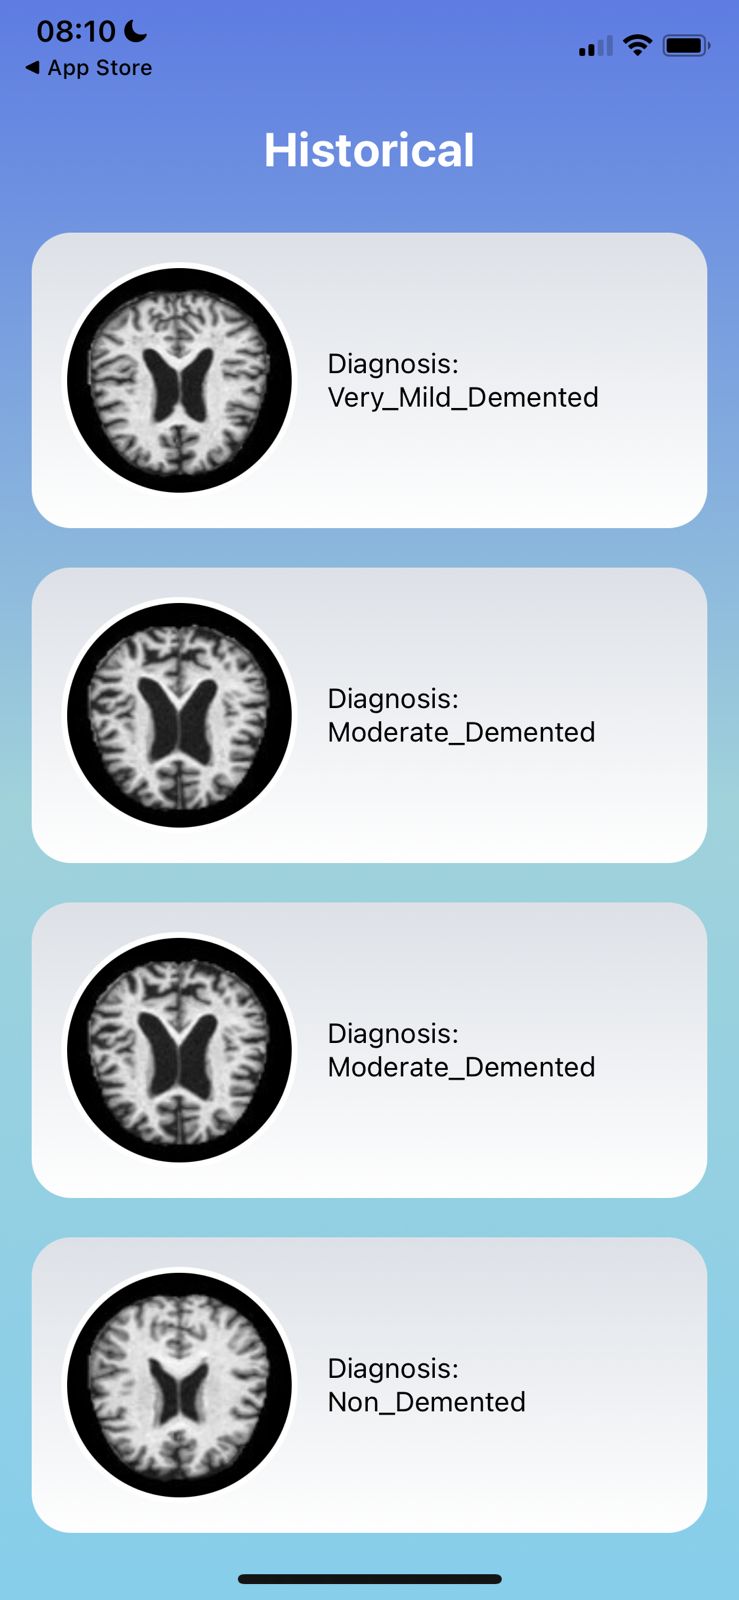 08:10
◀ App Store
Historical
Diagnosis:
Very_Mild_Demented
Diagnosis:
Moderate_Demented
Diagnosis:
Moderate_Demented
Diagnosis:
Non_Demented